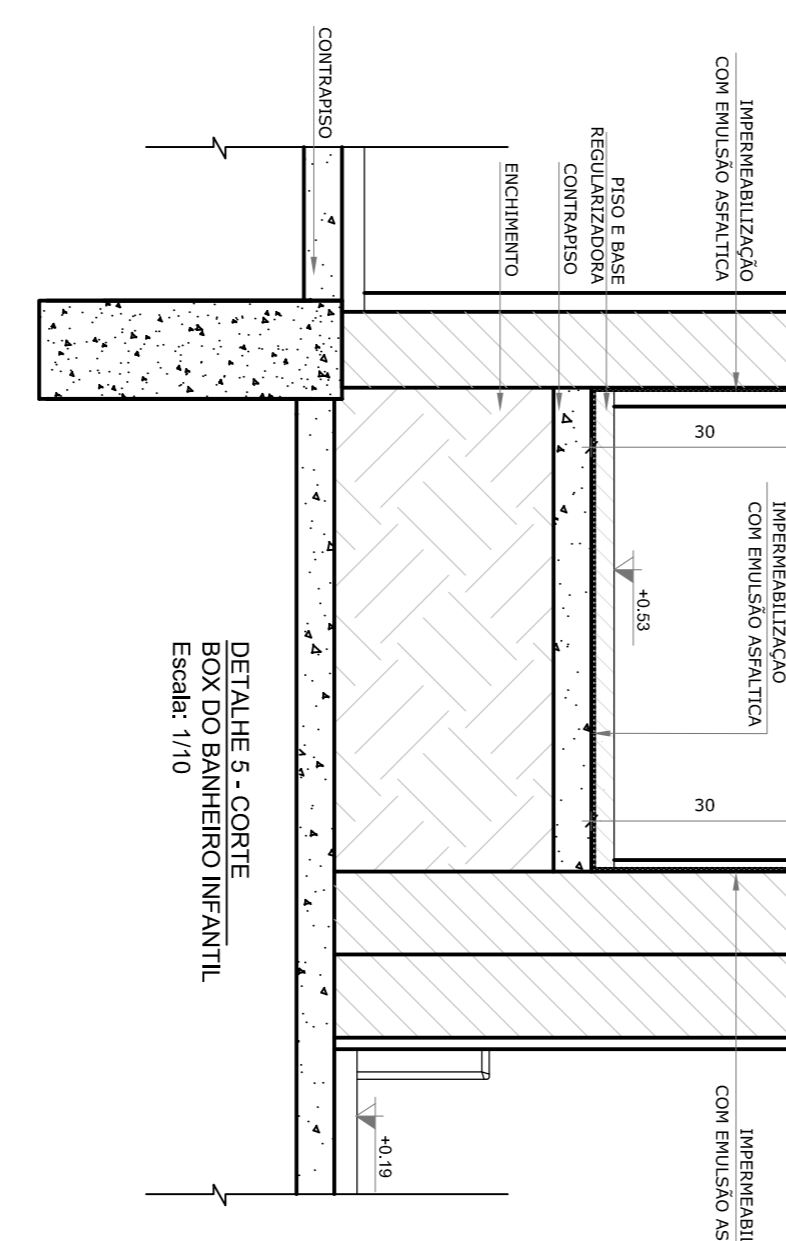 CONTRAPISO
IMPERMEABILIZAÇÃO
COM EMULSÃO ASFALTICA
PISO E BASE
REGULARIZADORA
CONTRAPISO
ENCHIMENTO
30
IMPERMEABILIZAÇÃO
COM EMULSÃO ASFALTICA
+0.53
30
DETALHE 5 - CORTE
BOX DO BANHEIRO INFANTIL
Escala: 1/10
IMPERMEABIL
COM EMULSÃO AS
+0.19